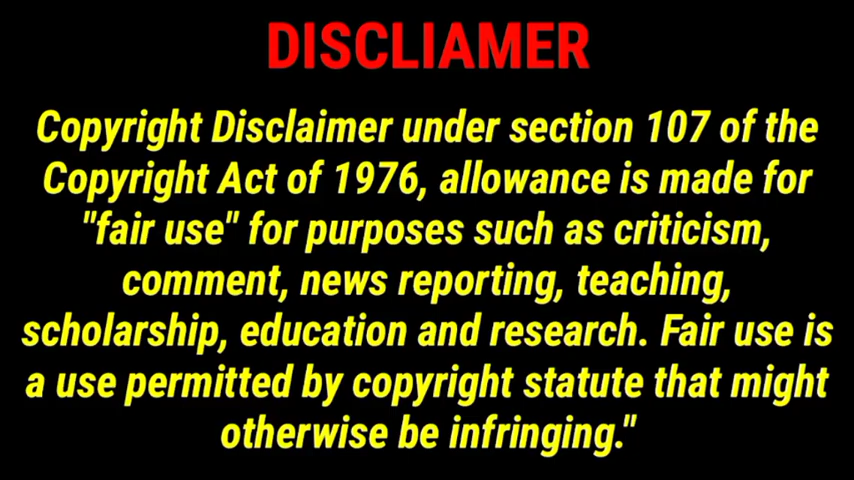 DISCLIAMER
Copyright Disclaimer under section 107 of the
Copyright Act of 1976, allowance is made for
"fair use" for purposes such as criticism,
comment, news reporting, teaching,
scholarship, education and research. Fair use is
a use permitted by copyright statute that might
otherwise be infringing."